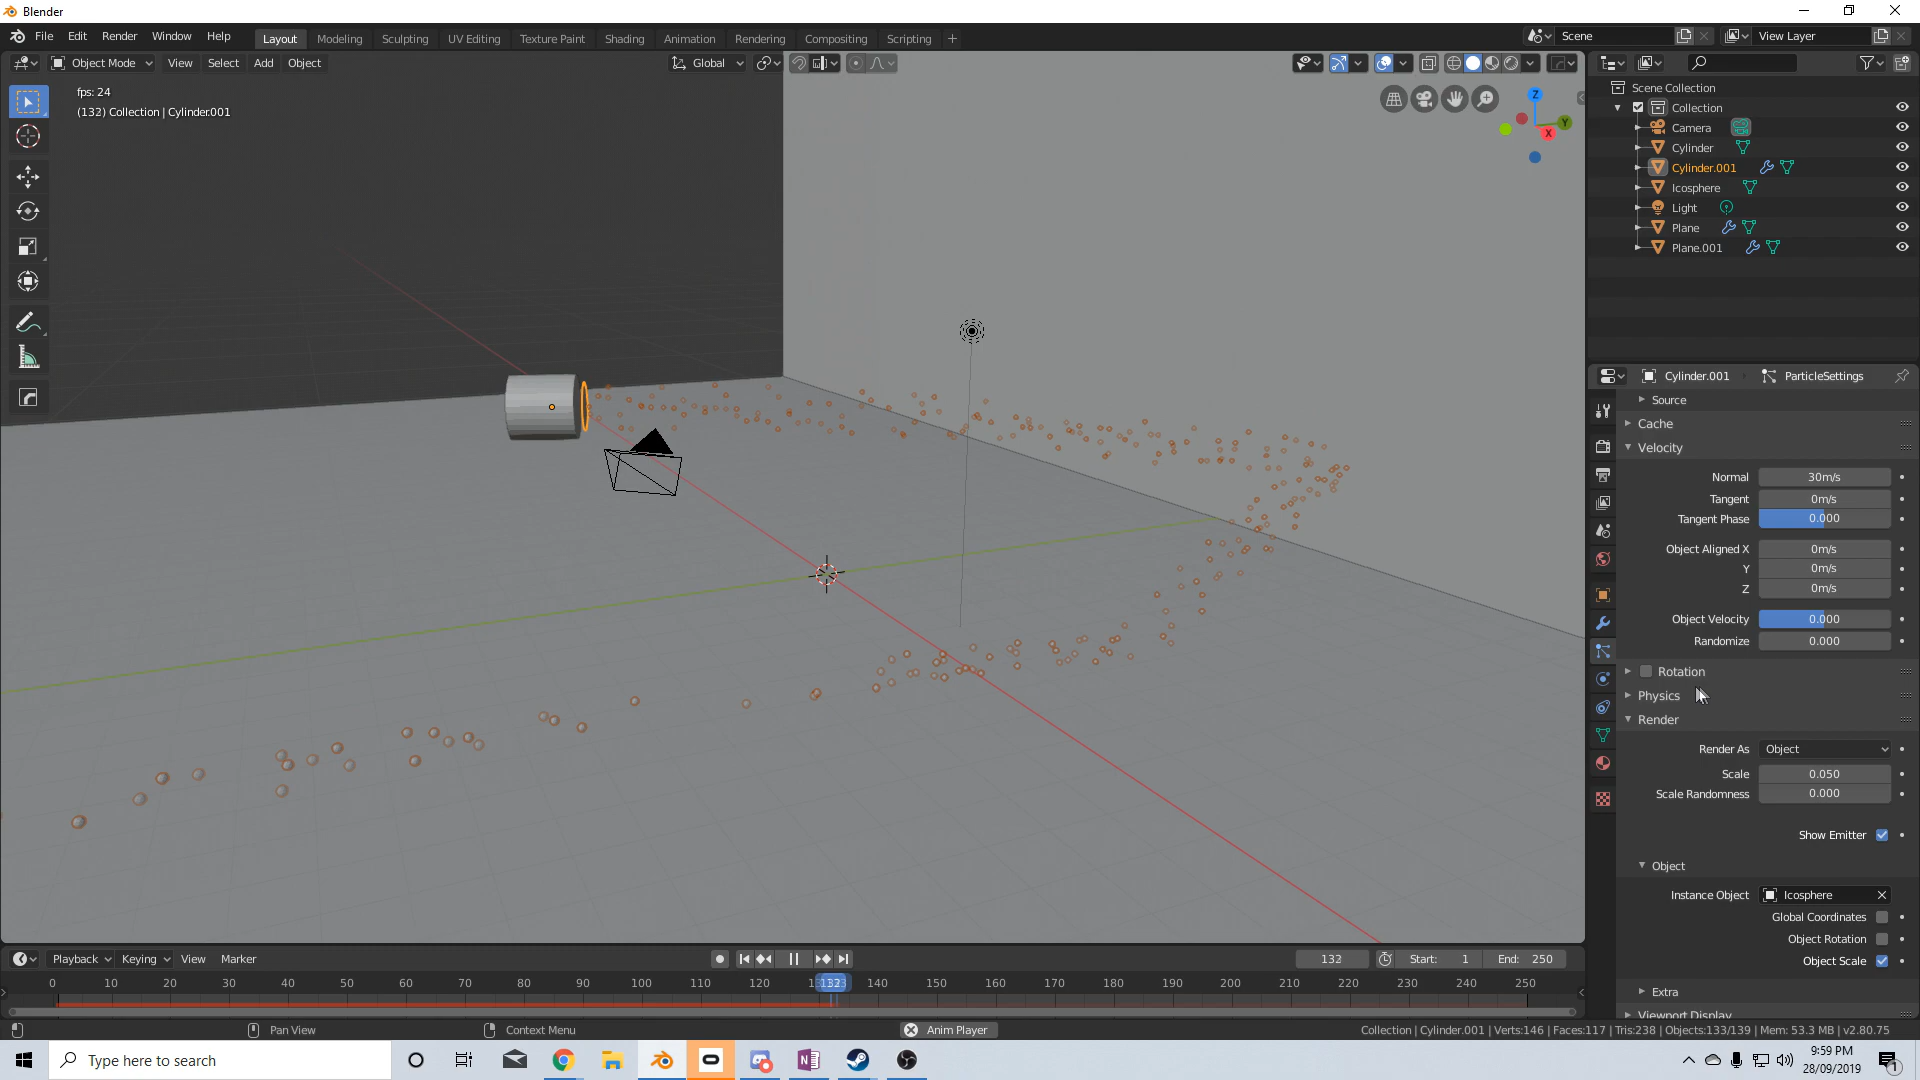 Blender
File Edit Render Window Help
Layout Modeling Sculpting UV Editing Texture Paint Shading Animation Rendering Compositing Scripting +
Scene
View Layer
Object Mode View Select Add Object
Global
fps: 24
(132) Collection | Cylinder.001
Z
Y
X
Scene Collection
Collection
Camera
Cylinder
Cylinder.001
Icosphere
Light
Plane
Plane.001
Cylinder.001 ParticleSettings
Source
Cache
Velocity
Normal 30m/s
Tangent 0m/s
Tangent Phase 0.000
Object Aligned X 0m/s
Y 0m/s
Z 0m/s
Object Velocity 0.000
Randomize 0.000
Rotation
Physics
Render
Render As Object
Scale 0.050
Scale Randomness 0.000
Show Emitter
Object
Instance Object Icosphere
Global Coordinates
Object Rotation
Object Scale
Extra
Viewport Display
Playback Keying View Marker
132 Start: 1 End: 250
0 10 20 30 40 50 60 70 80 90 100 110 120 132 140 150 160 170 180 190 200 210 220 230 240 250
Pan View Context Menu Anim Player
Collection | Cylinder.001 | Verts:146 | Faces:117 | Tris:238 | Objects:133/139 | Mem: 53.3 MB | v2.80.75
Type here to search
9:59 PM
28/09/2019
1